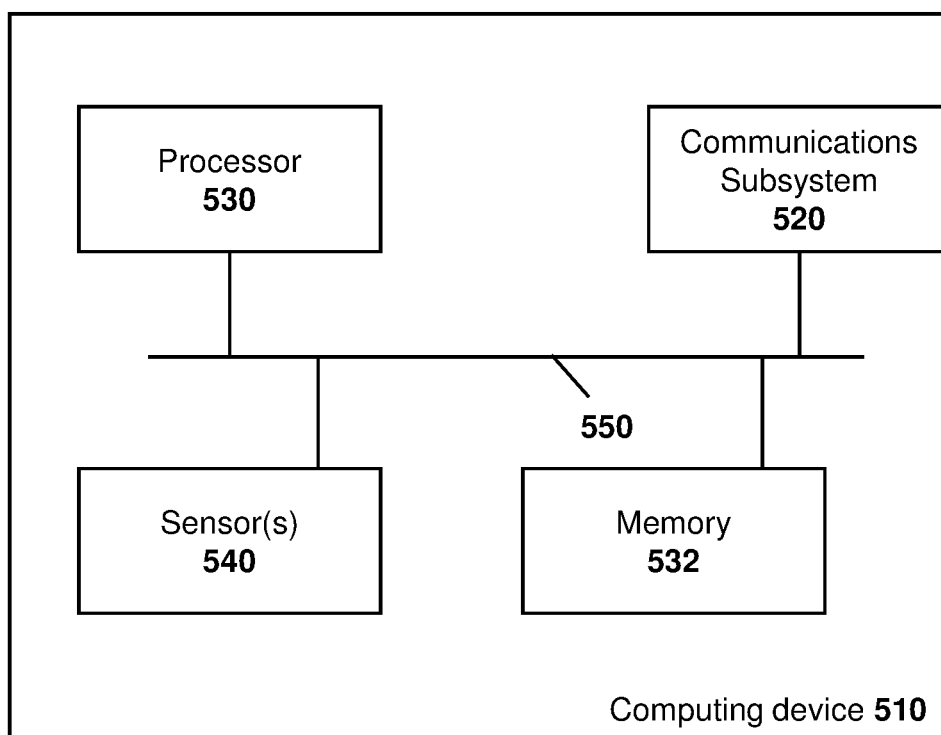 Processor
530
Communications
Subsystem
520
550
Sensor(s)
540
Memory
532
Computing device 510